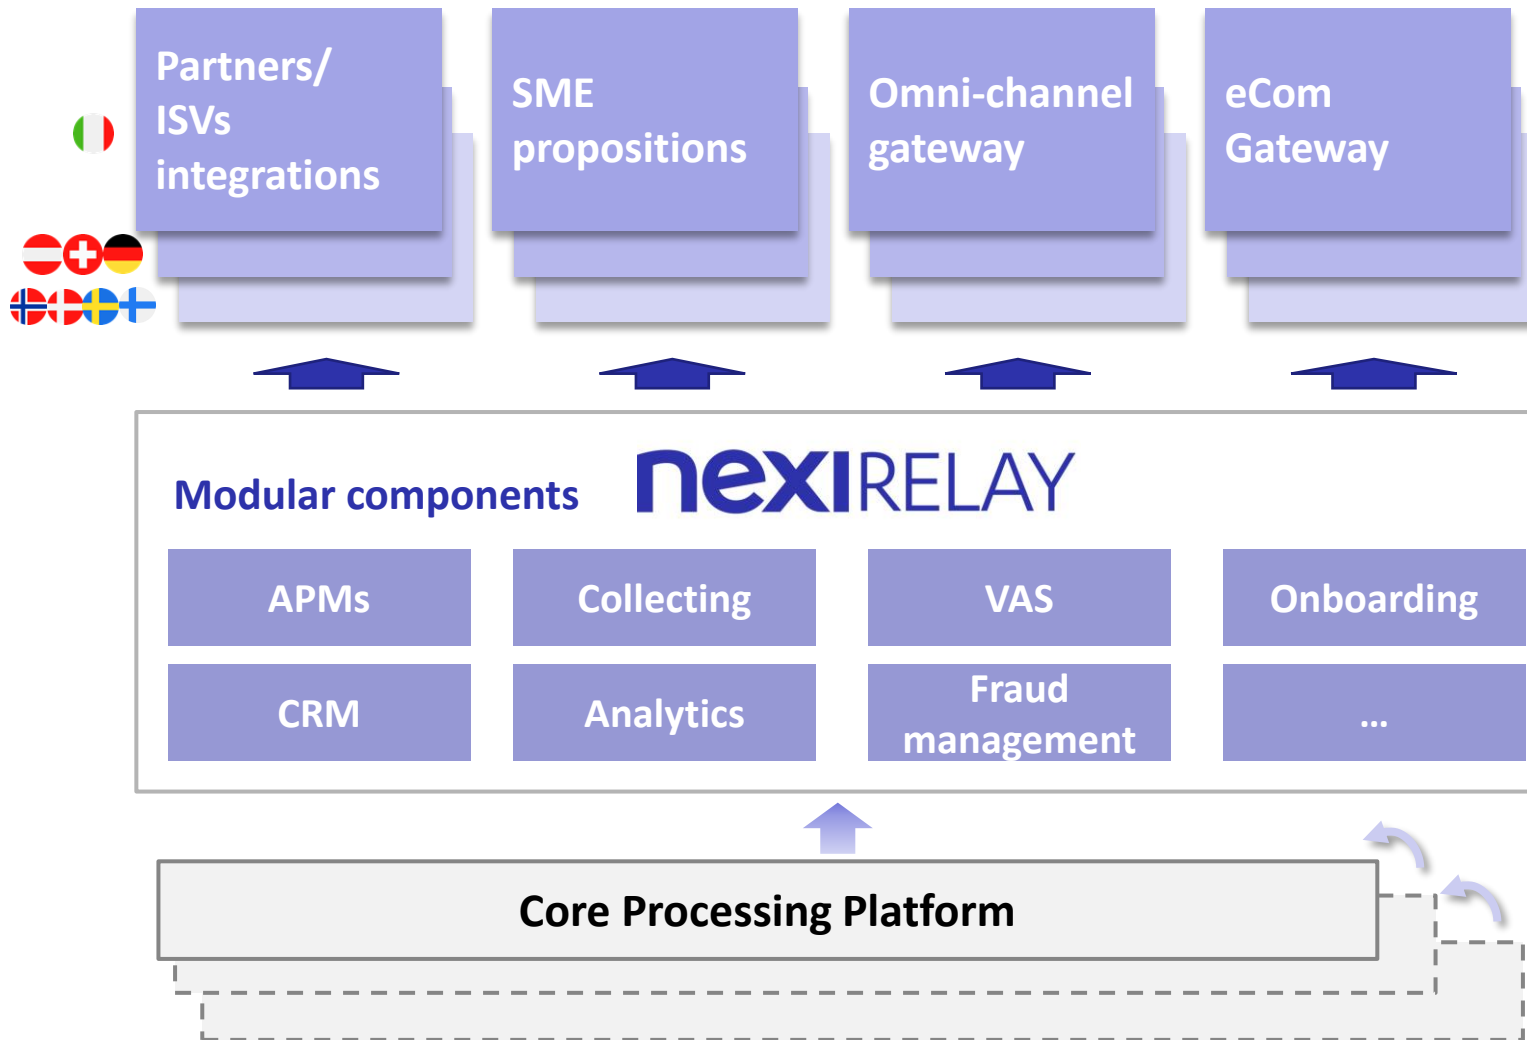 Partners/
ISVs
integrations
SME
propositions
Omni-channel
gateway
eCom
Gateway
Modular components
nexiRELAY
APMs
Collecting
VAS
Onboarding
CRM
Analytics
Fraud
management
...
Core Processing Platform